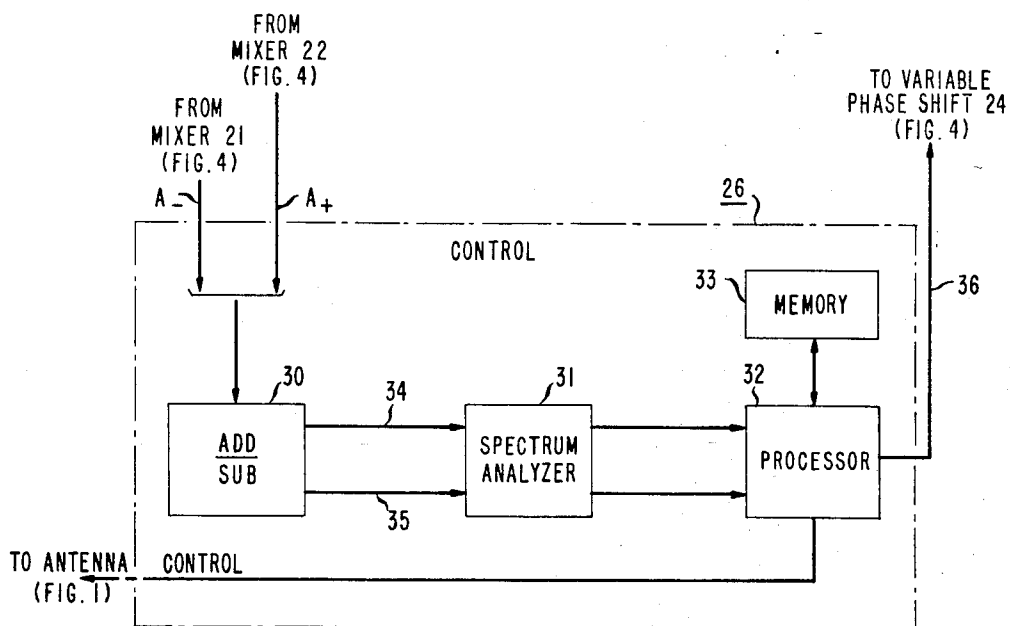 FROM
MIXER 22
(FIG. 4)
FROM
MIXER 21
(FIG. 4)
TO VARIABLE
PHASE SHIFT 24
(FIG. 4)
A-
A+
26
CONTROL
36
33
MEMORY
30
34
31
32
ADD
SUB
SPECTRUM
ANALYZER
PROCESSOR
35
TO ANTENNA
(FIG. 1)
CONTROL